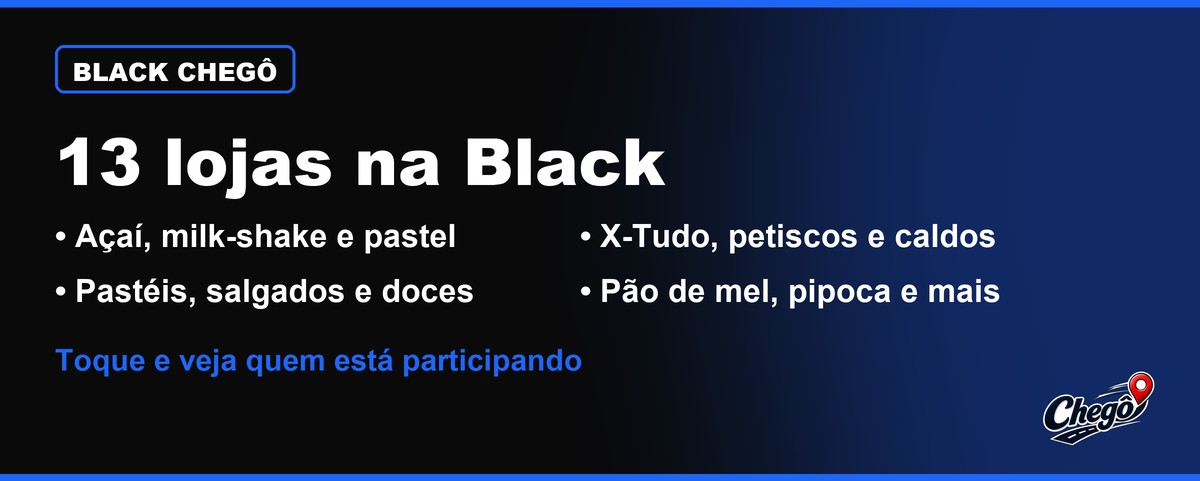 BLACK CHEGÔ
13 lojas na Black
• Açaí, milk-shake e pastel
• X-Tudo, petiscos e caldos
• Pastéis, salgados e doces
• Pão de mel, pipoca e mais
Toque e veja quem está participando
Chegô